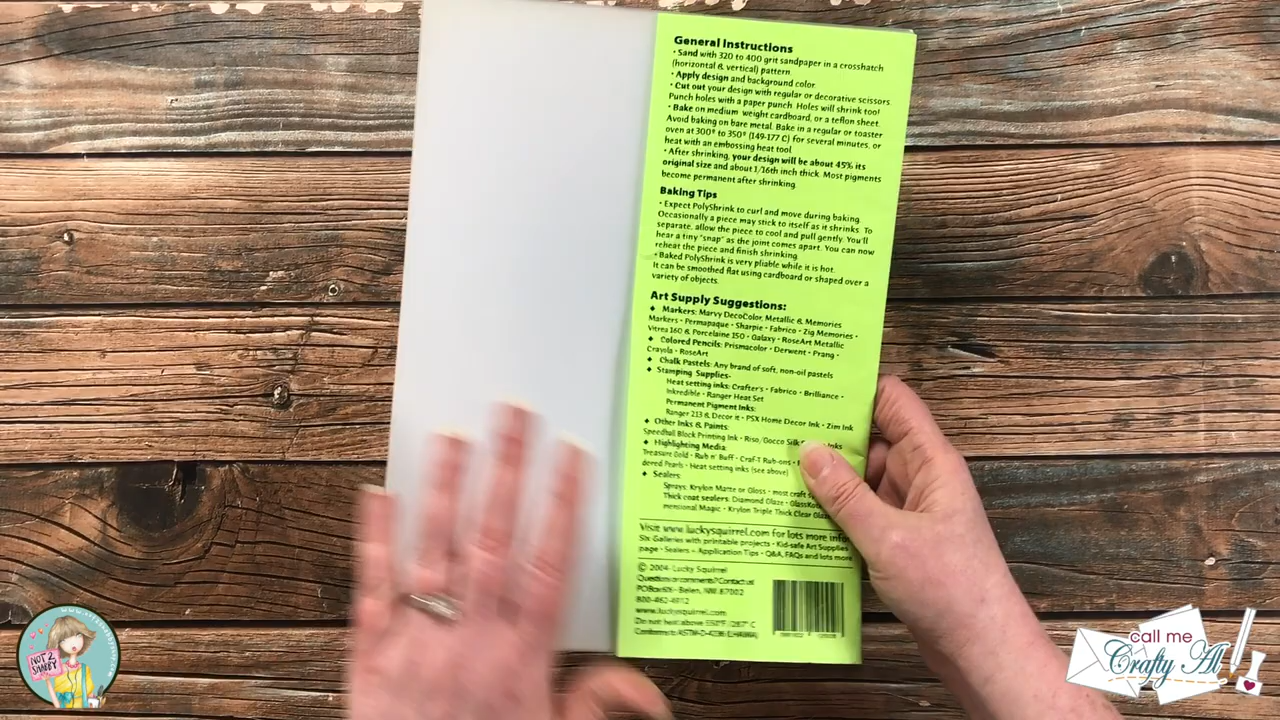 General Instructions
• Sand with 320 to 400 grit sandpaper in a crosshatch
(horizontal & vertical) pattern.
• Apply design and background color.
• Cut out your design with regular or decorative scissors.
Punch holes with a paper punch. Holes will shrink too!
• Bake on medium weight cardboard, or a teflon sheet.
Avoid baking on bare metal. Bake in a regular or toaster
oven at 300° to 350° (149-177 C) for several minutes, or
heat with an embossing heat tool.
• After shrinking, your design will be about 45% its
original size and about 1/16th inch thick. Most pigments
become permanent after shrinking.
Baking Tips
• Expect PolyShrink to curl and move during baking.
Occasionally a piece may stick to itself as it shrinks. To
separate, allow the piece to cool and pull gently. You'll
hear a tiny "snap" as the joint comes apart. You can now
reheat the piece and finish shrinking.
• Baked PolyShrink is very pliable while it is hot.
It can be smoothed flat using cardboard or shaped over a
variety of objects.
Art Supply Suggestions:
◆ Markers: Marvy DecoColor, Metallic & Memories
Markers • Permapaque • Sharpie • Fabrico • Zig Memories •
Vitrea 160 & Porcelaine 150 • Galaxy • RoseArt Metallic
◆ Colored Pencils: Prismacolor • Derwent • Prang •
Crayola • RoseArt
◆ Chalk Pastels: Any brand of soft, non-oil pastels
◆ Stamping Supplies-
Heat setting inks: Crafter's • Fabrico • Brilliance •
Inkredible • Ranger Heat Set
Permanent Pigment Inks:
Ranger 213 & Decor it • PSX Home Decor Ink • Zim Ink
◆ Other Inks & Paints:
Speedball Block Printing Ink • Riso/Gocco Silk Inks
◆ Highlighting Media:
Treasure Gold • Rub n' Buff • Craf-T Rub-ons •
dered Pearls • Heat setting inks (see above)
◆ Sealers:
Sprays: Krylon Matte or Gloss • most craft
Thick coat sealers: Diamond Glaze •
mensional Magic • Krylon Triple Thick Clear
Visit www.luckysquirrel.com for lots more info
Six Galleries with printable projects • Kid-safe Art Supplies
page • Sealers • Application Tips • Q&A, FAQs and lots more
© 2004 Lucky Squirrel
Questions or comments? Contact us!
PO Box 606 • Belen, NM 87002
800-462-4912
www.luckysquirrel.com
Do not heat above
Conforms to ASTM-D-4236
NOT 2 SHABBY
call me
Crafty Al